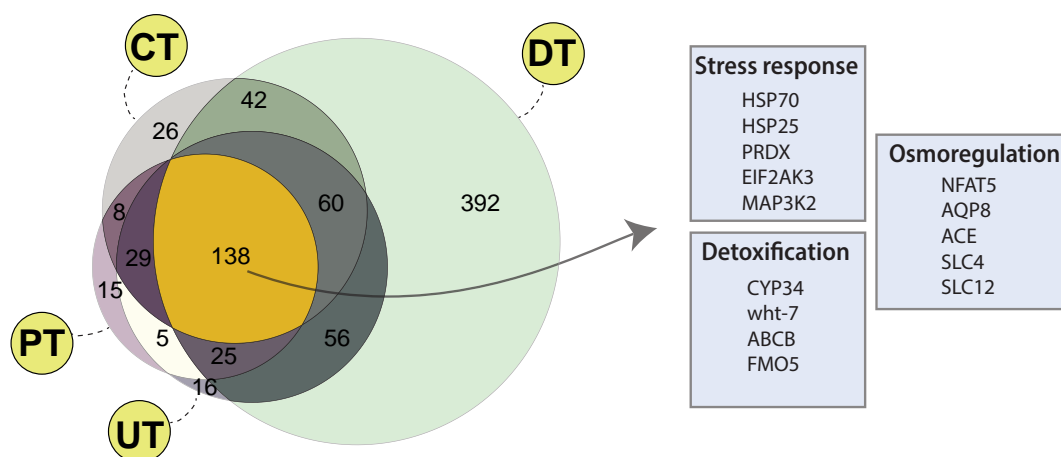 CT
DT
42
26
8
60
392
29
138
15
5
25
56
16
PT
UT
Stress response
HSP70
HSP25
PRDX
EIF2AK3
MAP3K2
Osmoregulation
NFAT5
AQP8
ACE
SLC4
SLC12
Detoxification
CYP34
wht-7
ABCB
FMO5